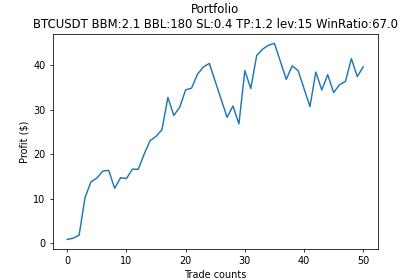 Portfolio
BTCUSDT BBM:2.1 BBL:180 SL:0.4 TP:1.2 lev:15 WinRatio:67.0
40
30
20
10
0
Profit ($)
0 10 20 30 40 50
Trade counts